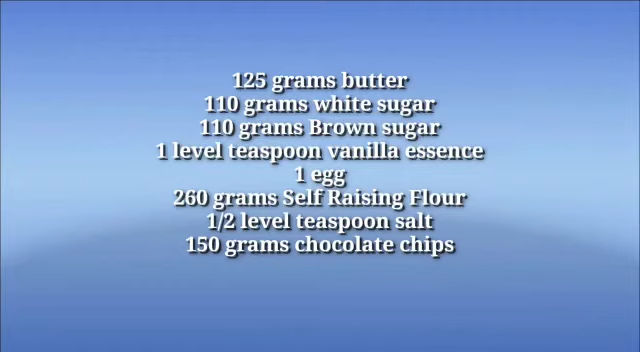 125 grams butter
110 grams white sugar
110 grams Brown sugar
1 level teaspoon vanilla essence
1 egg
260 grams Self Raising Flour
1/2 level teaspoon salt
150 grams chocolate chips